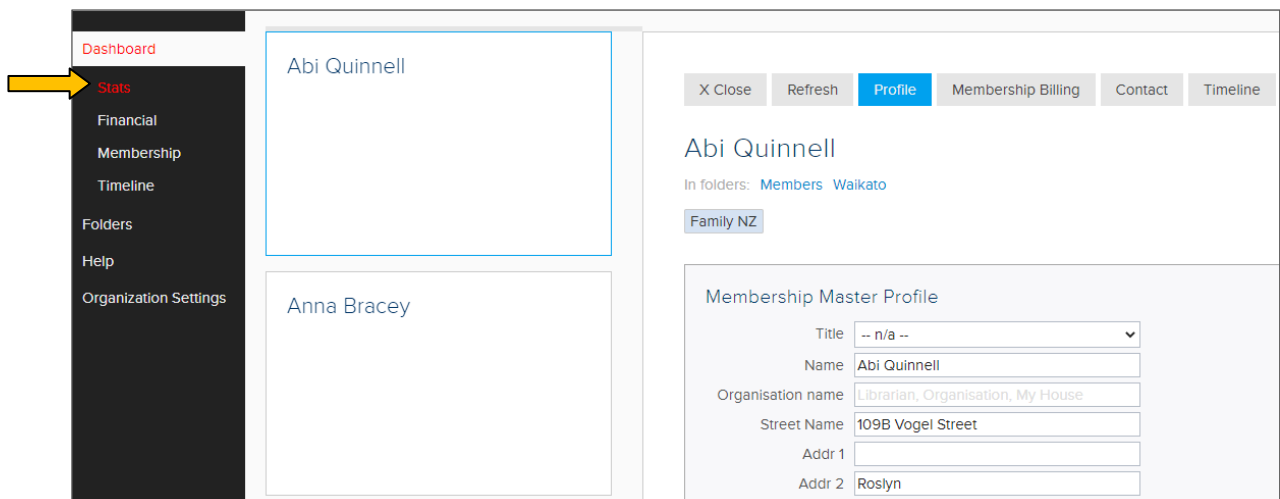 Dashboard
Stats
Financial
Membership
Timeline
Folders
Help
Organization Settings
Abi Quinnell
Anna Bracey
X Close Refresh Profile Membership Billing Contact Timeline
Abi Quinnell
In folders: Members Waikato
Family NZ
Membership Master Profile
Title -- n/a --
Name Abi Quinnell
Organisation name Librarian, Organisation, My House
Street Name 109B Vogel Street
Addr 1
Addr 2 Roslyn